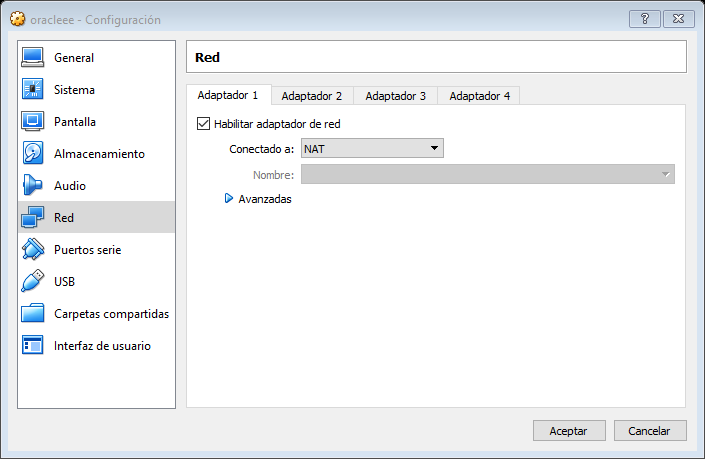 oracleee - Configuración
?
General
Sistema
Pantalla
Almacenamiento
Audio
Red
Puertos serie
USB
Carpetas compartidas
Interfaz de usuario
Red
Adaptador 1 Adaptador 2 Adaptador 3 Adaptador 4
Habilitar adaptador de red
Conectado a: NAT
Nombre:
Avanzadas
Aceptar Cancelar